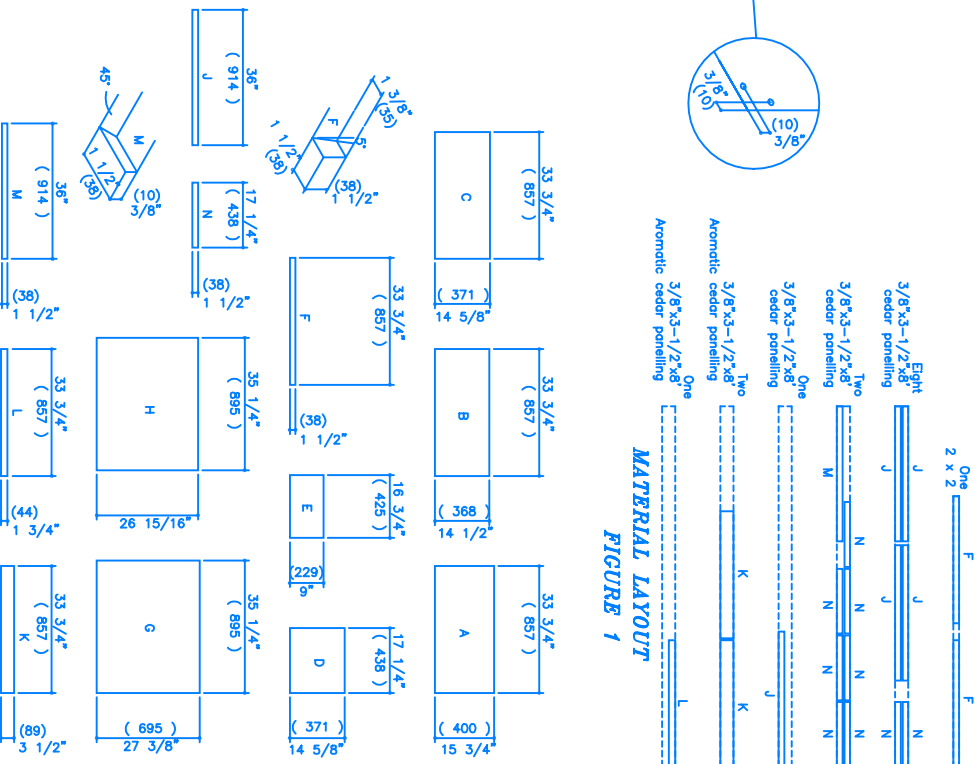 3/8"
(10)
(10)
3/8"
One
2 x 2
F
F
Eight
3/8"x3-1/2"x8'
cedar panelling
J
J
J
J
N
N
Two
3/8"x3-1/2"x8'
cedar panelling
M
N
N
N
N
N
N
N
One
3/8"x3-1/2"x8'
cedar panelling
J
Two
3/8"x3-1/2"x8'
Aromatic cedar panelling
K
K
One
3/8"x3-1/2"x8'
Aromatic cedar panelling
L
MATERIAL LAYOUT
FIGURE 1
33 3/4"
( 857 )
C
( 371 )
14 5/8"
33 3/4"
( 857 )
B
( 368 )
14 1/2"
33 3/4"
( 857 )
A
( 400 )
15 3/4"
1 3/8"
(35)
F
5°
1 1/2"
(38)
(38)
1 1/2"
33 3/4"
( 857 )
F
(38)
1 1/2"
16 3/4"
( 425 )
E
(229)
9"
17 1/4"
( 438 )
D
( 371 )
14 5/8"
36"
( 914 )
J
17 1/4"
( 438 )
N
(38)
1 1/2"
35 1/4"
( 895 )
H
26 15/16"
35 1/4"
( 895 )
G
( 695 )
27 3/8"
45°
M
1 1/2"
(38)
(10)
3/8"
36"
( 914 )
M
(38)
1 1/2"
33 3/4"
( 857 )
L
(44)
1 3/4"
33 3/4"
( 857 )
K
(89)
3 1/2"